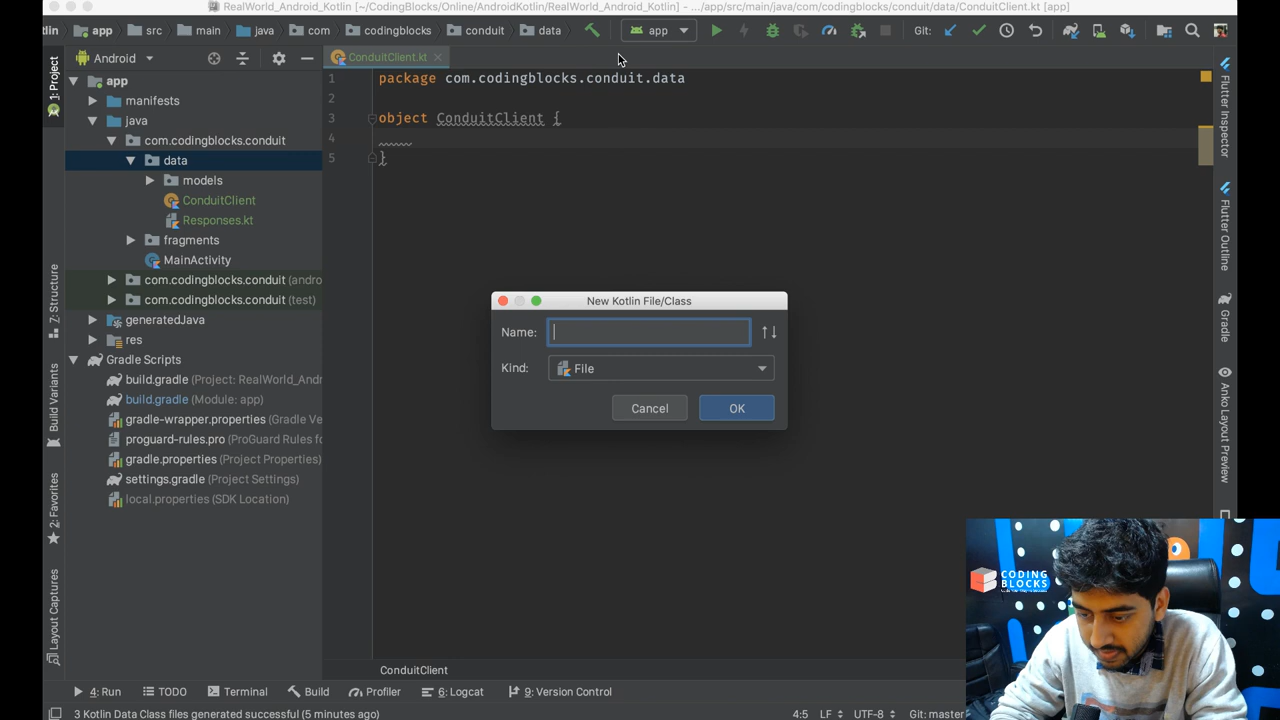 RealWorld_Android_Kotlin [~/CodingBlocks/Online/AndroidKotlin/RealWorld_Android_Kotlin] - .../app/src/main/java/com/codingblocks/conduit/data/ConduitClient.kt [app]
tlin app src main java com codingblocks conduit data app Git:
1: Project
Android
ConduitClient.kt
app
manifests
java
com.codingblocks.conduit
data
models
ConduitClient
Responses.kt
fragments
MainActivity
com.codingblocks.conduit (andro
com.codingblocks.conduit (test)
generatedJava
res
Gradle Scripts
build.gradle (Project: RealWorld_Andr
build.gradle (Module: app)
gradle-wrapper.properties (Gradle Ve
proguard-rules.pro (ProGuard Rules fo
gradle.properties (Project Properties)
settings.gradle (Project Settings)
local.properties (SDK Location)
7: Structure
Build Variants
2: Favorites
Layout Captures
1 package com.codingblocks.conduit.data
2
3 object ConduitClient {
4
5 }
New Kotlin File/Class
Name:
Kind: File
Cancel OK
Flutter Inspector
Flutter Outline
Gradle
Anko Layout Preview
CODING
BLOCKS
ConduitClient
4: Run TODO Terminal Build Profiler 6: Logcat 9: Version Control
3 Kotlin Data Class files generated successful (5 minutes ago) 4:5 LF UTF-8 Git: master